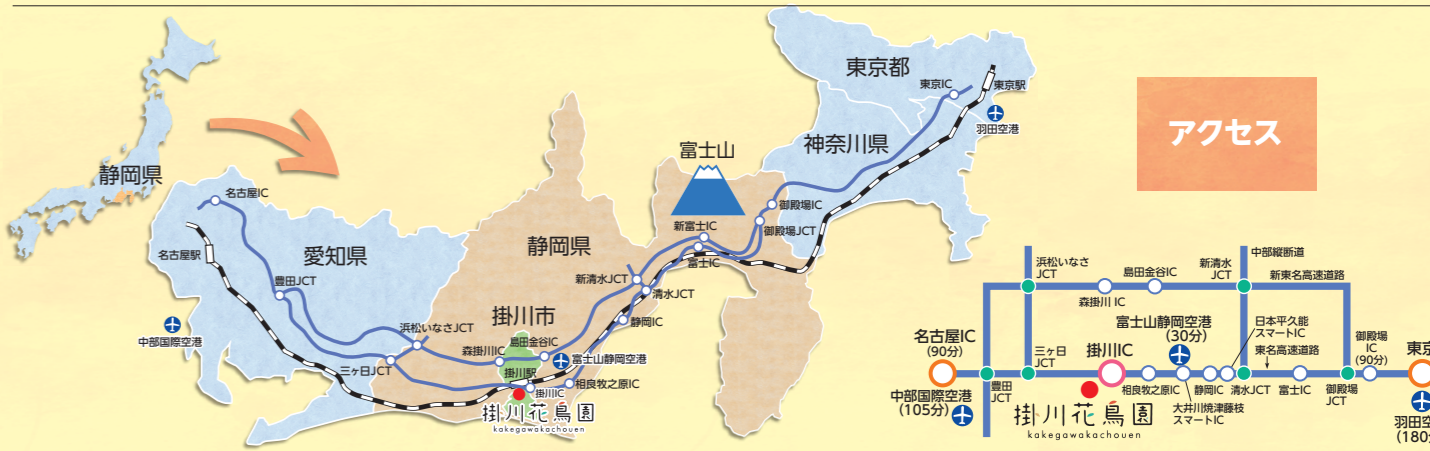 静岡県
名古屋IC
名古屋駅
愛知県
豊田JCT
中部国際空港
浜松いなさJCT
三ヶ日JCT
静岡県
掛川市
森掛川IC
島田金谷IC
掛川駅
掛川IC
富士山静岡空港
相良牧之原IC
掛川花鳥園
kakegawakachouen
新清水JCT
清水JCT
静岡IC
富士山
新富士IC
富士IC
御殿場IC
御殿場JCT
神奈川県
東京都
東京IC
東京駅
羽田空港
アクセス
浜松いなさ
JCT
島田金谷IC
森掛川 IC
新清水
JCT
中部縦断道
新東名高速道路
名古屋IC
(90分)
中部国際空港
(105分)
豊田
JCT
三ヶ日
JCT
掛川IC
掛川花鳥園
kakegawakachouen
富士山静岡空港
(30分)
相良牧之原IC
大井川焼津藤枝
スマートIC
静岡IC
日本平久能
スマートIC
清水JCT
東名高速道路
富士IC
御殿場
JCT
御殿場
IC
(90分)
東京
羽田空
(180分